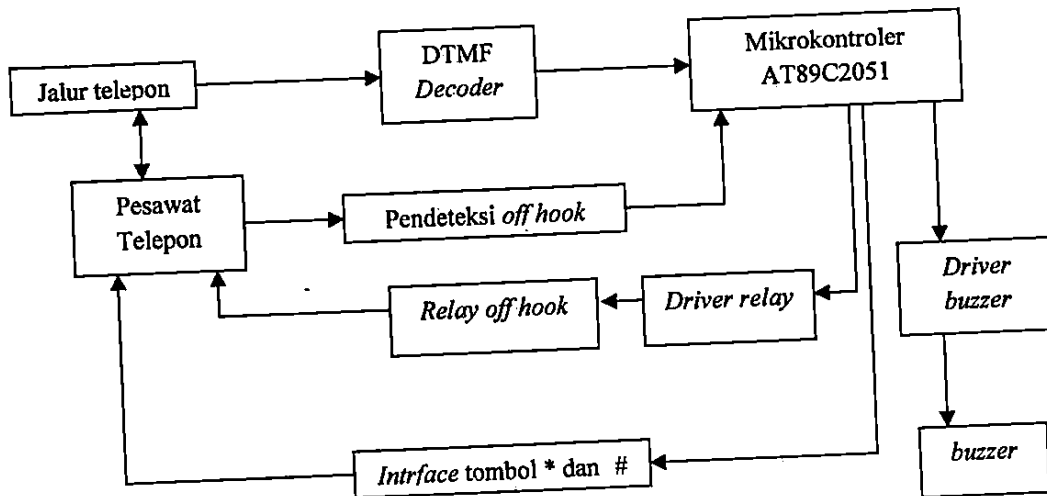 Jalur telepon
DTMF
Decoder
Mikrokontroler
AT89C2051
Pesawat
Telepon
Pendeteksi off hook
Relay off hook
Driver relay
Driver
buzzer
Intrface tombol * dan #
buzzer